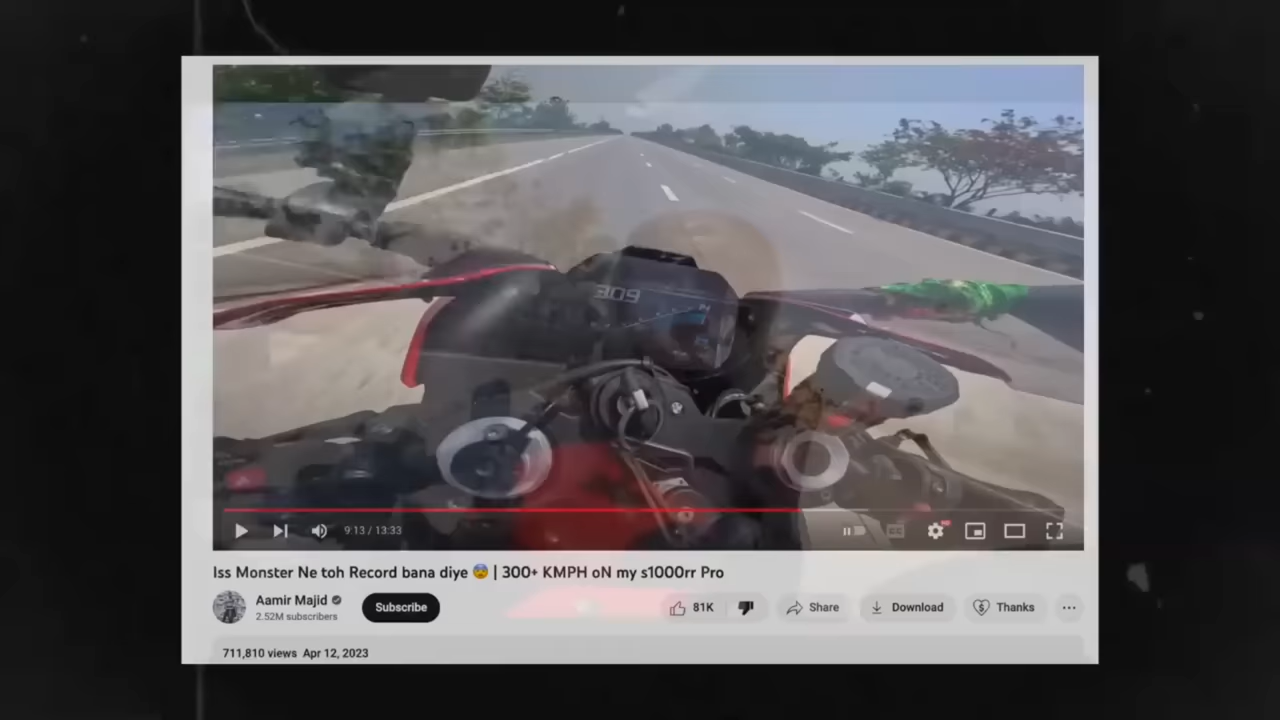 309
9:13 / 13:33
Iss Monster Ne toh Record bana diye 😨 | 300+ KMPH oN my s1000rr Pro
Aamir Majid
2.52M subscribers
Subscribe
81K
Share
Download
Thanks
711,810 views Apr 12, 2023